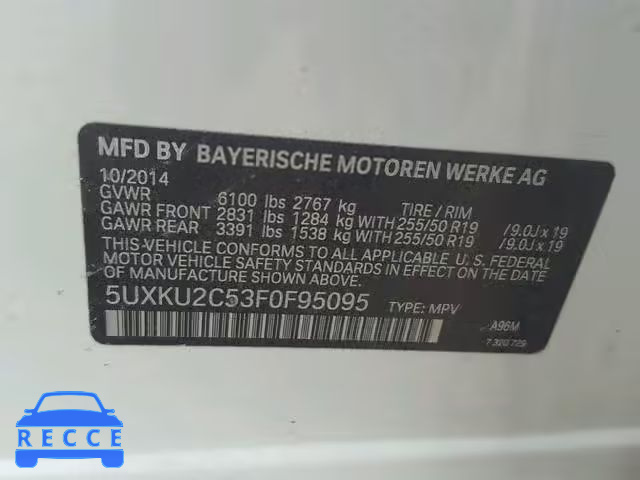 MFD BY BAYERISCHE MOTOREN WERKE AG
10/2014
GVWR 6100 lbs 2767 kg TIRE / RIM
GAWR FRONT 2831 lbs 1284 kg WITH 255/50 R19 /9.0J x 19
GAWR REAR 3391 lbs 1538 kg WITH 255/50 R19 /9.0J x 19
THIS VEHICLE CONFORMS TO ALL APPLICABLE U. S. FEDERAL
MOTOR VEHICLE SAFETY STANDARDS IN EFFECT ON THE DATE OF
MANUFACTURE SHOWN ABOVE.
5UXKU2C53F0F95095 TYPE: MPV
A96M
7 320 729
RECCE